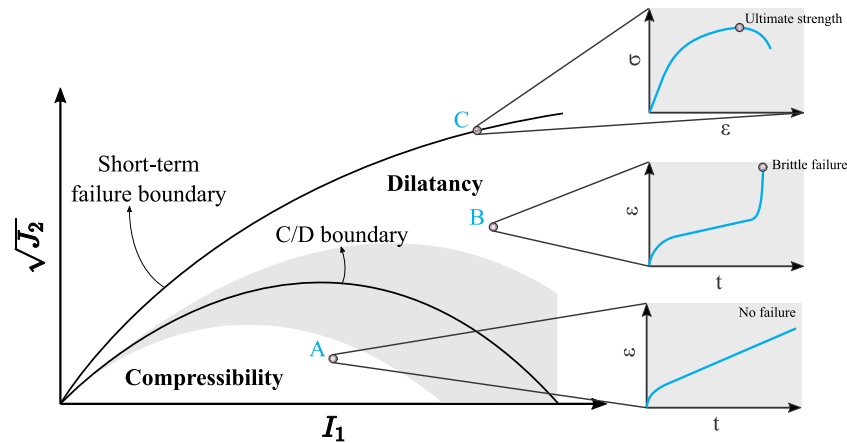 Ultimate strength
σ
ε
C
Short-term
failure boundary
Dilatancy
Brittle failure
ε
B
C/D boundary
√J₂
t
No failure
A
ε
Compressibility
t
I₁